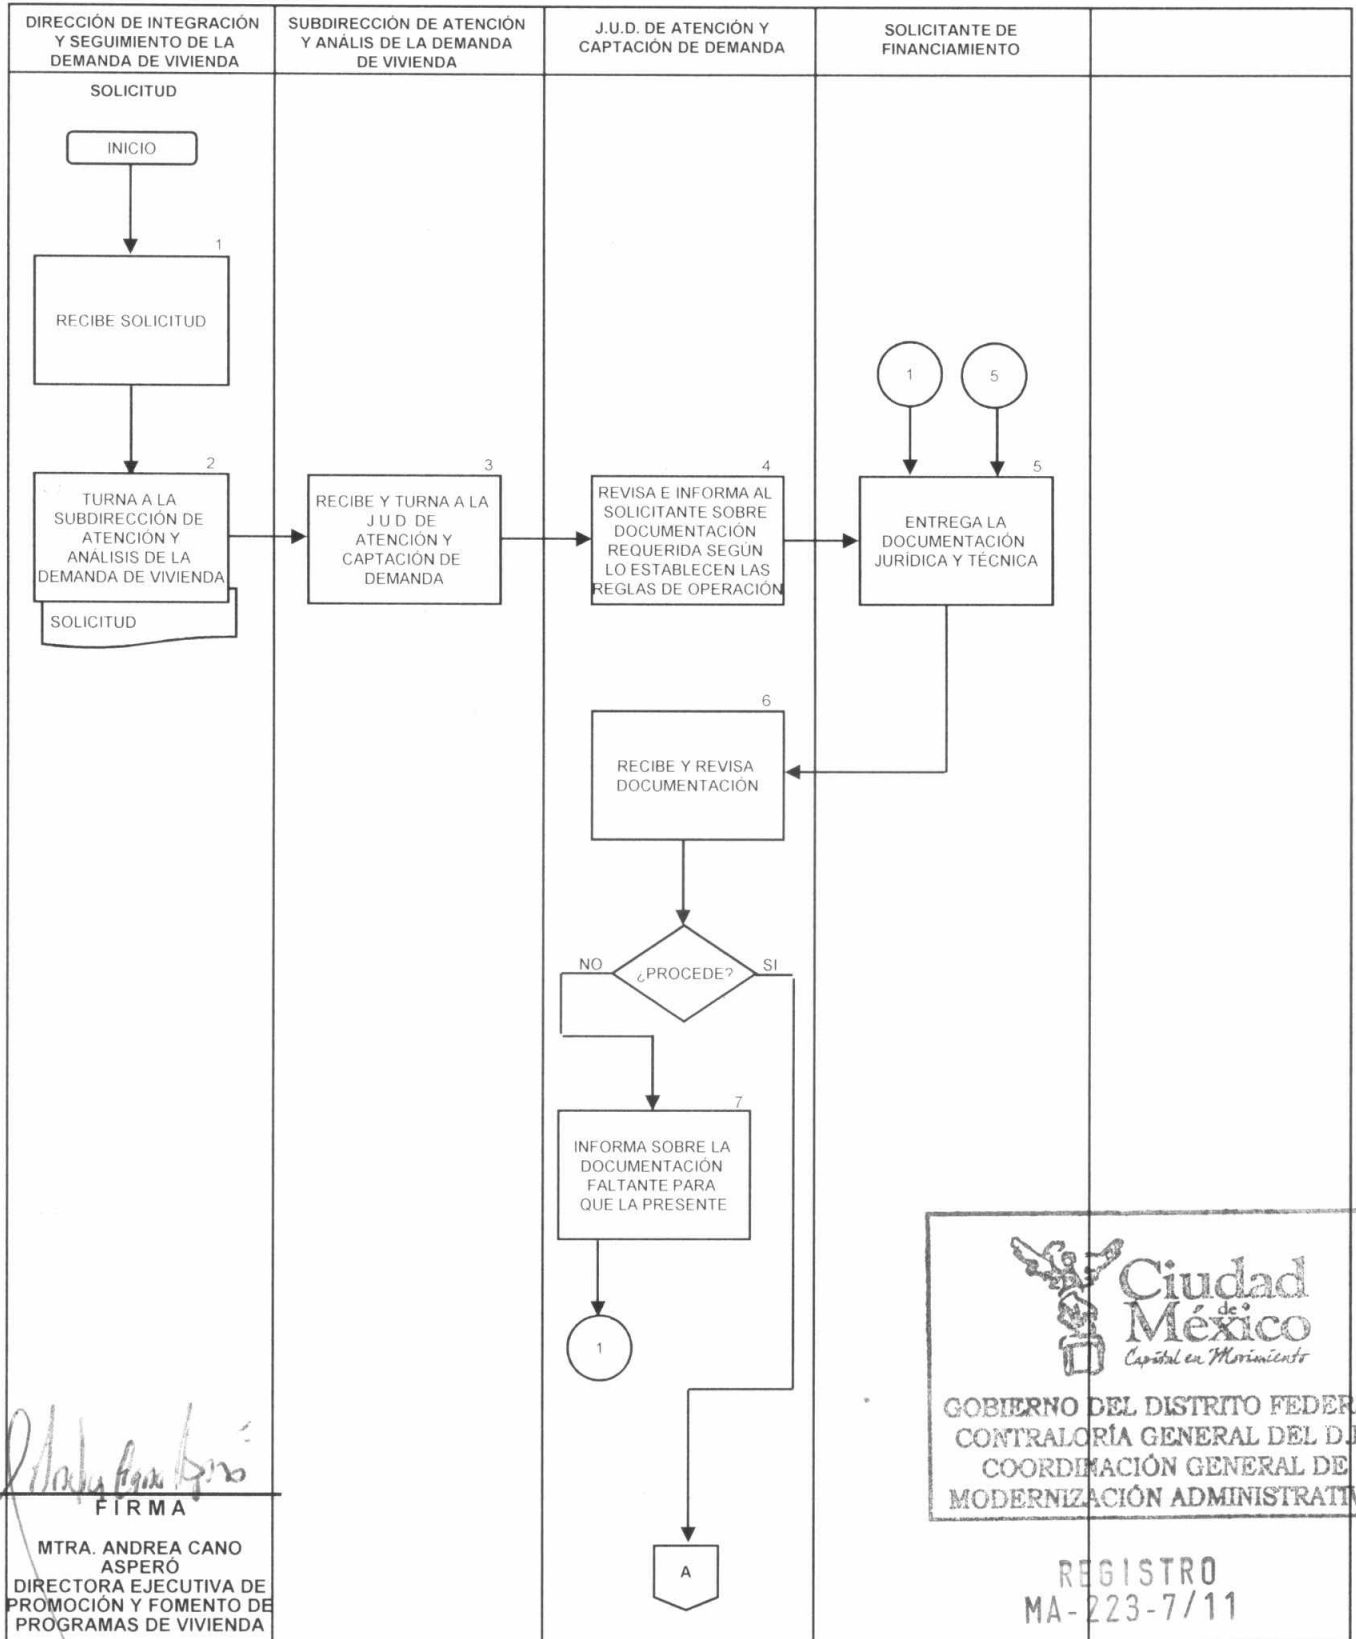 DIRECCIÓN DE INTEGRACIÓN
Y SEGUIMIENTO DE LA
DEMANDA DE VIVIENDA
SUBDIRECCIÓN DE ATENCIÓN
Y ANÁLIS DE LA DEMANDA
DE VIVIENDA
J.U.D. DE ATENCIÓN Y
CAPTACIÓN DE DEMANDA
SOLICITANTE DE
FINANCIAMIENTO
SOLICITUD
INICIO
1
RECIBE SOLICITUD
1
5
2
TURNA A LA
SUBDIRECCIÓN DE
ATENCIÓN Y
ANÁLISIS DE LA
DEMANDA DE VIVIENDA
SOLICITUD
3
RECIBE Y TURNA A LA
J U D DE
ATENCIÓN Y
CAPTACIÓN DE
DEMANDA
4
REVISA E INFORMA AL
SOLICITANTE SOBRE
DOCUMENTACIÓN
REQUERIDA SEGÚN
LO ESTABLECEN LAS
REGLAS DE OPERACIÓN
5
ENTREGA LA
DOCUMENTACIÓN
JURÍDICA Y TÉCNICA
6
RECIBE Y REVISA
DOCUMENTACIÓN
NO
¿PROCEDE?
SI
7
INFORMA SOBRE LA
DOCUMENTACIÓN
FALTANTE PARA
QUE LA PRESENTE
1
A
Ciudad
de
México
Capital en Movimiento
GOBIERNO DEL DISTRITO FEDER
CONTRALORÍA GENERAL DEL D.
COORDINACIÓN GENERAL DE
MODERNIZACIÓN ADMINISTRATI
REGISTRO
MA-223-7/11
FIRMA
MTRA. ANDREA CANO
ASPERÓ
DIRECTORA EJECUTIVA DE
PROMOCIÓN Y FOMENTO DE
PROGRAMAS DE VIVIENDA